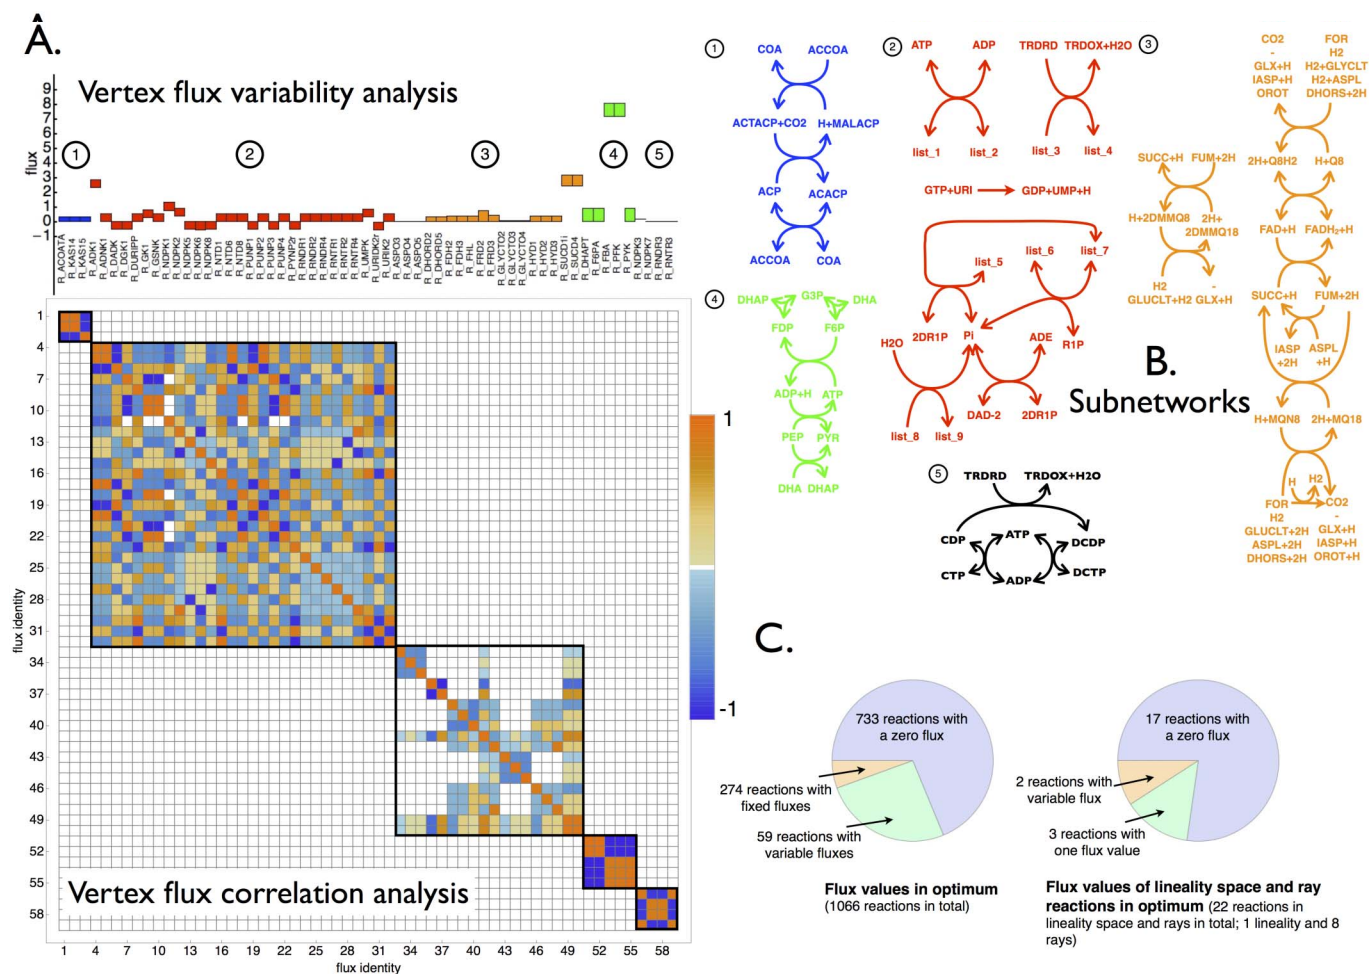 A.
Vertex flux variability analysis
flux
9
8
7
6
5
4
3
2
1
0
−1
1
2
3
4
5
R_ACOATA
R_KAS14
R_KAS15
R_ADK1
R_ADNK1
R_DADK
R_DGK1
R_DURIPP
R_GK1
R_GSNK
R_NDPK1
R_NDPK2
R_NDPK5
R_NDPK6
R_NDPK8
R_NTD1
R_NTD6
R_NTD8
R_PUNP1
R_PUNP2
R_PUNP3
R_PUNP4
R_PYNP2r
R_RNDR1
R_RNDR2
R_RNDR4
R_RNTR1
R_RNTR2
R_RNTR4
R_UMPK
R_URIDK2r
R_URIK2
R_ASPO3
R_ASPO4
R_ASPO5
R_DHORD2
R_DHORD5
R_FDH2
R_FDH3
R_FHL
R_FRD2
R_FRD3
R_GLYCTO2
R_GLYCTO3
R_GLYCTO4
R_HYD1
R_HYD2
R_HYD3
R_SUCD1i
R_SUCD4
R_DHAPT
R_F6PA
R_FBA
R_PFK
R_PYK
R_NDPK3
R_NDPK7
R_RNDR3
R_RNTR3
1
4
7
10
13
16
19
22
25
28
31
34
37
40
43
46
49
52
55
58
flux identity
Vertex flux correlation analysis
1 4 7 10 13 16 19 22 25 28 31 34 37 40 43 46 49 52 55 58
flux identity
1
-1
B.
Subnetworks
1
COA ACCOA
ACTACP+CO2 H+MALACP
ACP ACACP
ACCOA COA
2
ATP ADP TRDRD TRDOX+H2O
list_1 list_2 list_3 list_4
GTP+URI GDP+UMP+H
list_6 list_7
list_5
2DR1P Pi ADE R1P
H2O
DAD-2 2DR1P
list_8 list_9
3
CO2 FOR
- H2
GLX+H H2+GLYCLT
IASP+H H2+ASPL
OROT DHORS+2H
SUCC+H FUM+2H
2H+Q8H2 H+Q8
H+2DMMQ8 2H+
2DMMQ18
FAD+H FADH2+H
H2 -
GLUCLT+H2 GLX+H
SUCC+H FUM+2H
IASP ASPL
+2H +H
H+MQN8 2H+MQ18
H H2
FOR CO2
H2 -
GLUCLT+2H GLX+H
ASPL+2H IASP+H
DHORS+2H OROT+H
4
DHAP G3P DHA
FDP F6P
ADP+H ATP
PEP PYR
DHA DHAP
5
TRDRD TRDOX+H2O
CDP ATP DCDP
CTP ADP DCTP
C.
733 reactions with
a zero flux
274 reactions with
fixed fluxes
59 reactions with
variable fluxes
Flux values in optimum
(1066 reactions in total)
17 reactions with
a zero flux
2 reactions with
variable flux
3 reactions with
one flux value
Flux values of lineality space and ray
reactions in optimum (22 reactions in
lineality space and rays in total; 1 lineality and 8
rays)